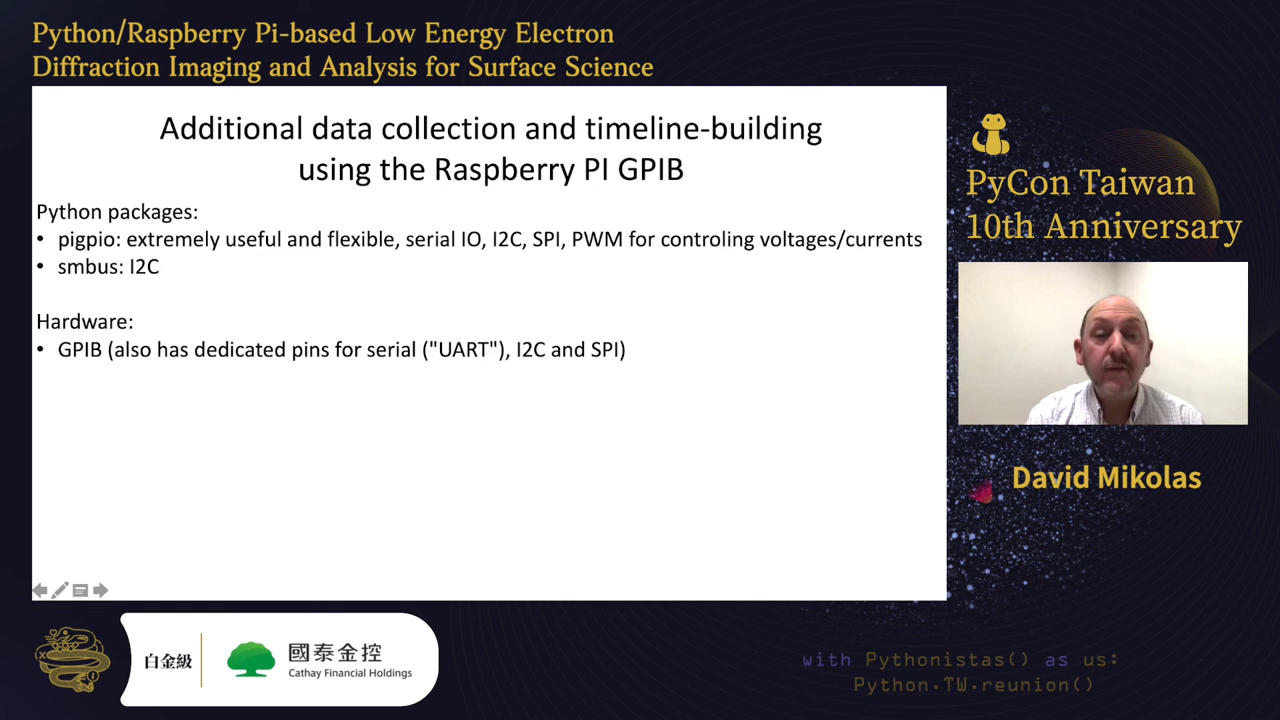 Python/Raspberry Pi-based Low Energy Electron
Diffraction Imaging and Analysis for Surface Science
Additional data collection and timeline-building
using the Raspberry PI GPIB
Python packages:
• pigpio: extremely useful and flexible, serial IO, I2C, SPI, PWM for controling voltages/currents
• smbus: I2C
Hardware:
• GPIB (also has dedicated pins for serial ("UART"), I2C and SPI)
PyCon Taiwan
10th Anniversary
David Mikolas
白金級
國泰金控
Cathay Financial Holdings
with Pythonistas() as us:
Python.TW.reunion()